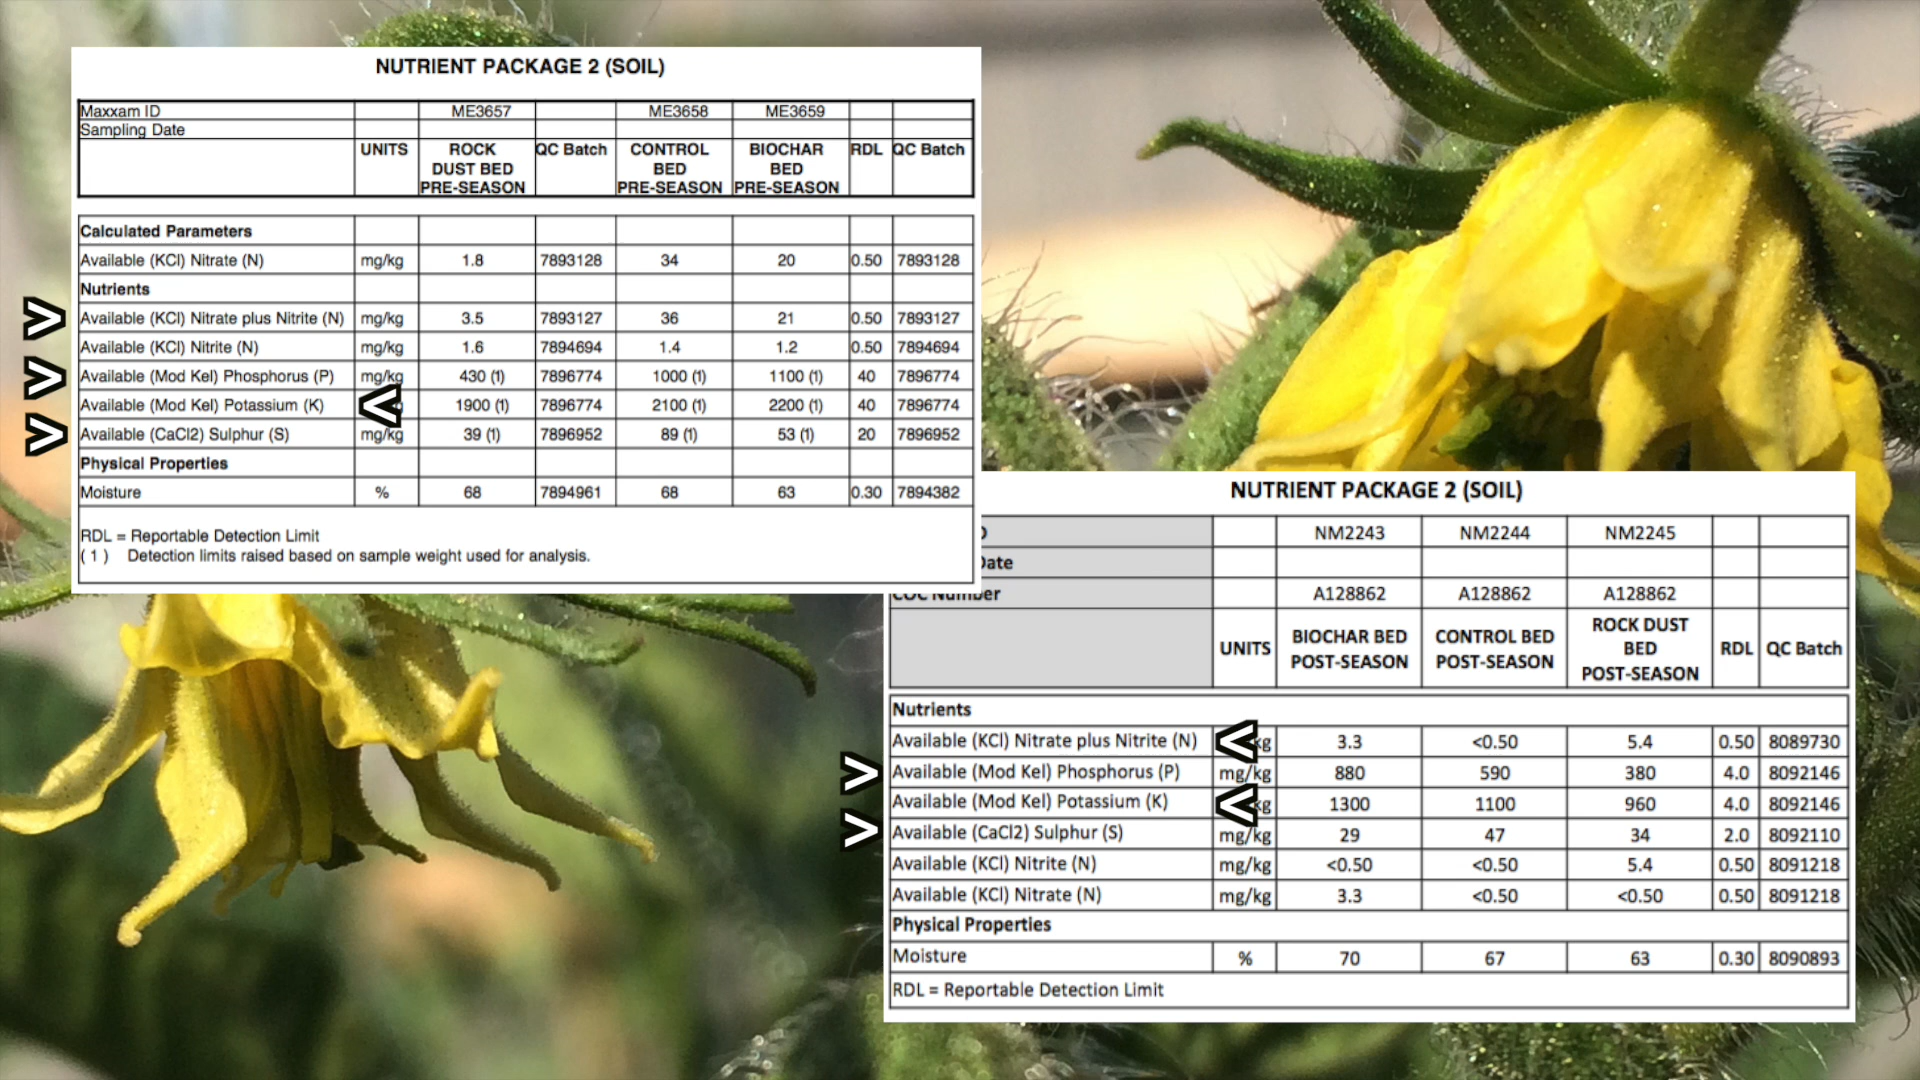 NUTRIENT PACKAGE 2 (SOIL)
Maxxam ID ME3657 ME3658 ME3659
Sampling Date
UNITS ROCK DUST BED PRE-SEASON QC Batch CONTROL BED PRE-SEASON BIOCHAR BED PRE-SEASON RDL QC Batch
Calculated Parameters
Available (KCl) Nitrate (N) mg/kg 1.8 7893128 34 20 0.50 7893128
Nutrients
> Available (KCl) Nitrate plus Nitrite (N) mg/kg 3.5 7893127 36 21 0.50 7893127
Available (KCl) Nitrite (N) mg/kg 1.6 7894694 1.4 1.2 0.50 7894694
> Available (Mod Kel) Phosphorus (P) mg/kg 430 (1) 7896774 1000 (1) 1100 (1) 40 7896774
Available (Mod Kel) Potassium (K) < 1900 (1) 7896774 2100 (1) 2200 (1) 40 7896774
> Available (CaCl2) Sulphur (S) mg/kg 39 (1) 7896952 89 (1) 53 (1) 20 7896952
Physical Properties
Moisture % 68 7894961 68 63 0.30 7894382
RDL = Reportable Detection Limit
( 1 ) Detection limits raised based on sample weight used for analysis.
NUTRIENT PACKAGE 2 (SOIL)
NM2243 NM2244 NM2245
Date
COC Number A128862 A128862 A128862
UNITS BIOCHAR BED POST-SEASON CONTROL BED POST-SEASON ROCK DUST BED POST-SEASON RDL QC Batch
Nutrients
Available (KCl) Nitrate plus Nitrite (N) < kg 3.3 <0.50 5.4 0.50 8089730
> Available (Mod Kel) Phosphorus (P) mg/kg 880 590 380 4.0 8092146
Available (Mod Kel) Potassium (K) < kg 1300 1100 960 4.0 8092146
> Available (CaCl2) Sulphur (S) mg/kg 29 47 34 2.0 8092110
Available (KCl) Nitrite (N) mg/kg <0.50 <0.50 5.4 0.50 8091218
Available (KCl) Nitrate (N) mg/kg 3.3 <0.50 <0.50 0.50 8091218
Physical Properties
Moisture % 70 67 63 0.30 8090893
RDL = Reportable Detection Limit